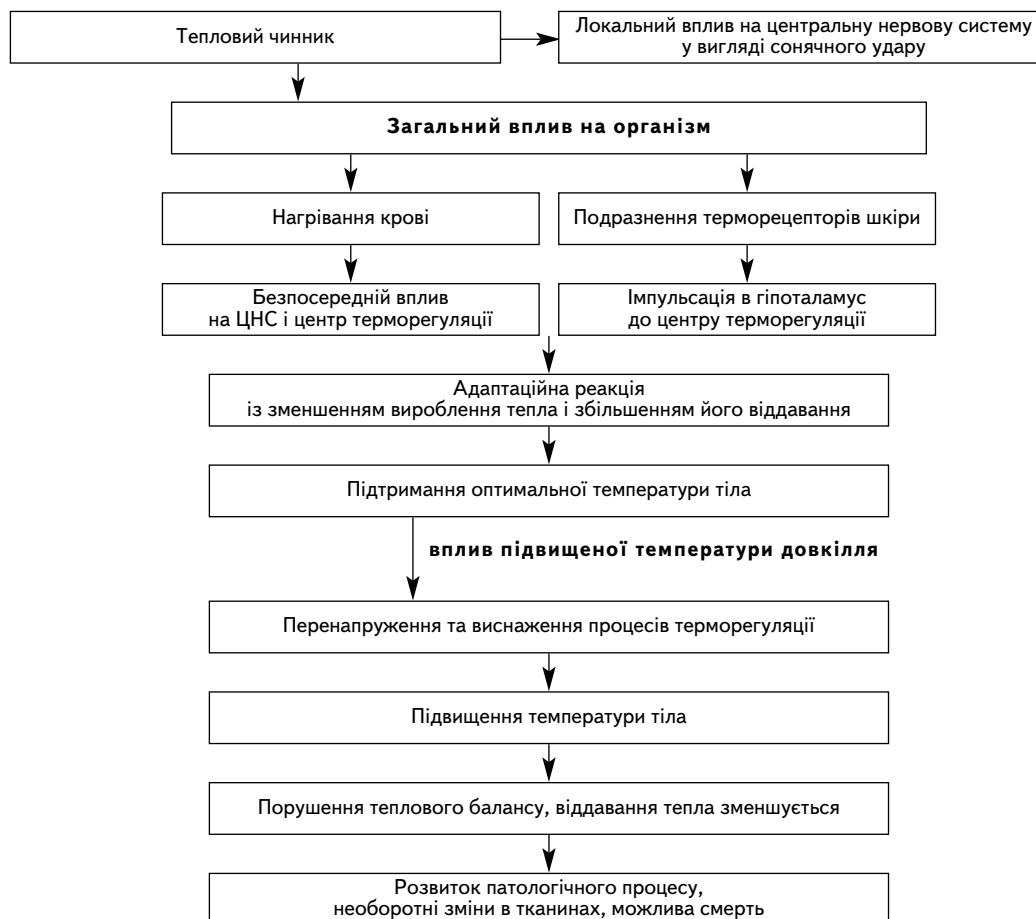 Тепловий чинник
Локальний вплив на центральну нервову систему
у вигляді сонячного удару
Загальний вплив на організм
Нагрівання крові
Подразнення терморецепторів шкіри
Безпосередній вплив
на ЦНС і центр терморегуляції
Імпульсація в гіпоталамус
до центру терморегуляції
Адаптаційна реакція
із зменшенням вироблення тепла і збільшенням його віддавання
Підтримання оптимальної температури тіла
вплив підвищеної температури довкілля
Перенапруження та виснаження процесів терморегуляції
Підвищення температури тіла
Порушення теплового балансу, віддавання тепла зменшується
Розвиток патологічного процесу,
необоротні зміни в тканинах, можлива смерть